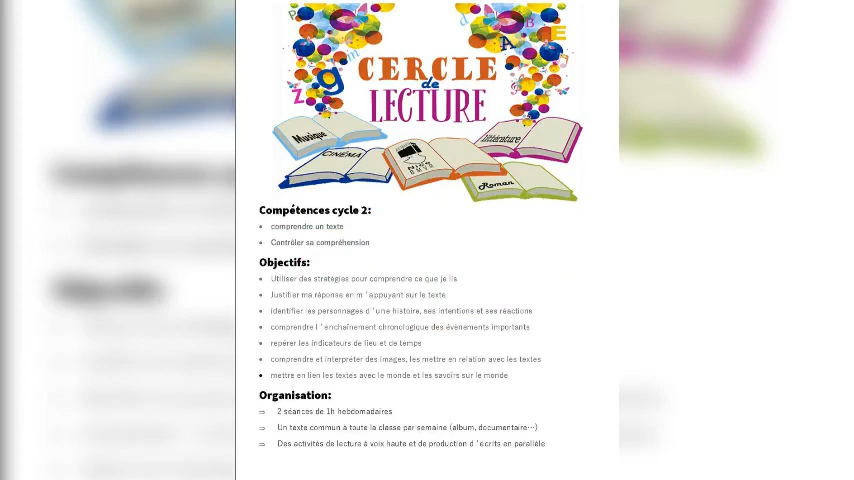 CERCLE
de
LECTURE
Musique
CINÉMA
NICE
BMVR
littérature
Roman
Compétences cycle 2:
• comprendre un texte
• Contrôler sa compréhension
Objectifs:
• Utiliser des stratégies pour comprendre ce que je lis
• Justifier ma réponse en m'appuyant sur le texte
• identifier les personnages d'une histoire, ses intentions et ses réactions
• comprendre l'enchaînement chronologique des évènements importants
• repérer les indicateurs de lieu et de temps
• comprendre et interpréter des images, les mettre en relation avec les textes
• mettre en lien les textes avec le monde et les savoirs sur le monde
Organisation:
⇒ 2 séances de 1h hebdomadaires
⇒ Un texte commun à toute la classe par semaine (album, documentaire…)
⇒ Des activités de lecture à voix haute et de production d'écrits en parallèle